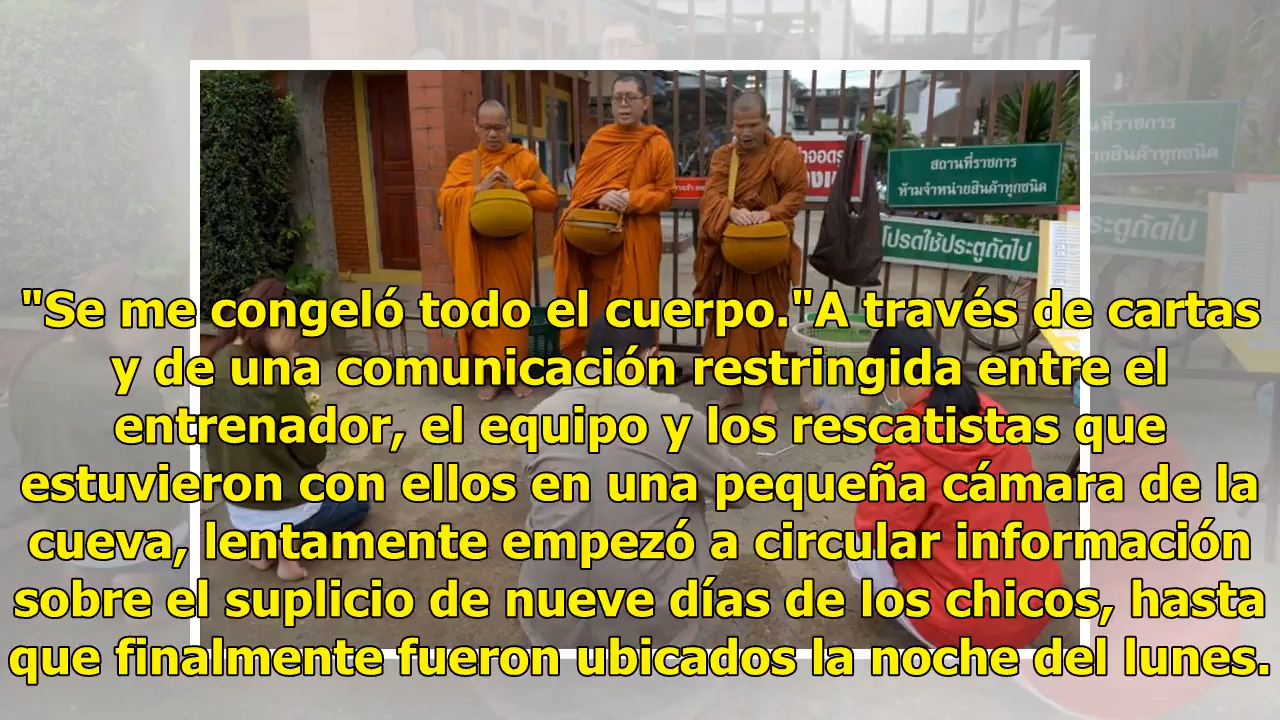 สถานที่ราชการ
ห้ามจำหน่ายสินค้าทุกชนิด
โปรดใช้ประตูถัดไป
"Se me congeló todo el cuerpo."A través de cartas
y de una comunicación restringida entre el
entrenador, el equipo y los rescatistas que
estuvieron con ellos en una pequeña cámara de la
cueva, lentamente empezó a circular información
sobre el suplicio de nueve días de los chicos, hasta
que finalmente fueron ubicados la noche del lunes.